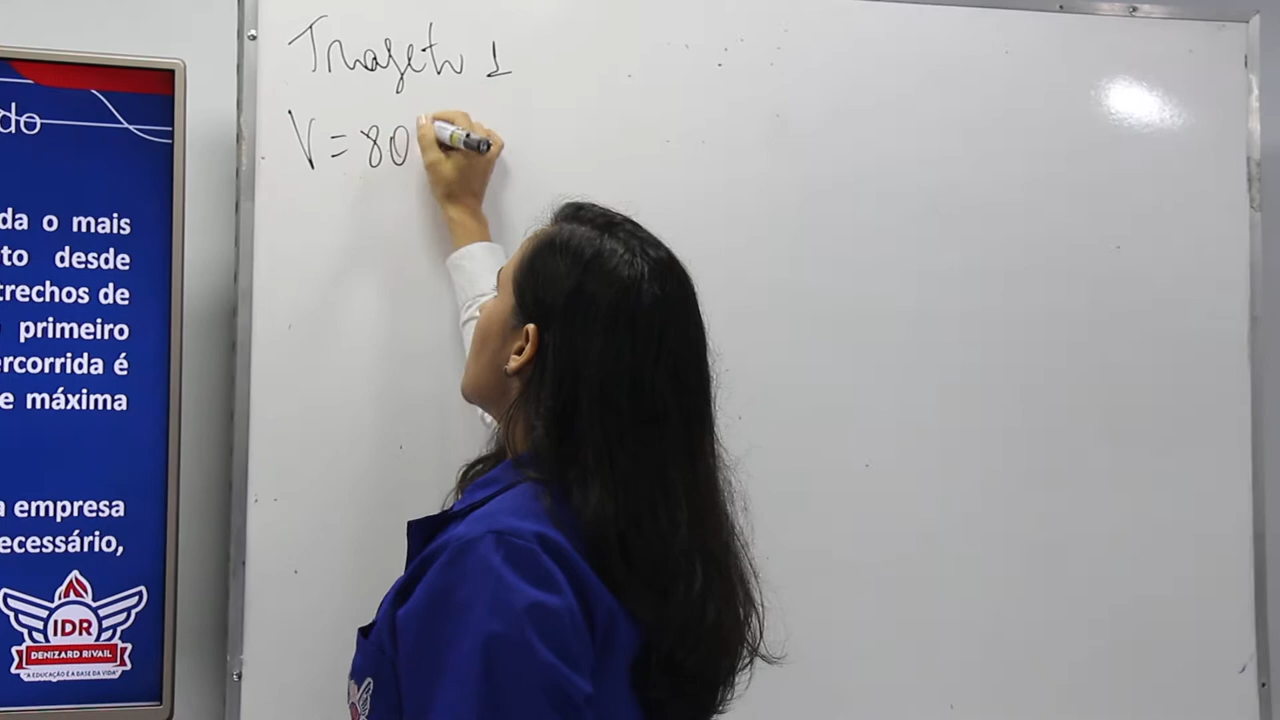 do
da o mais
to desde
trechos de
primeiro
ercorrida é
e máxima
a empresa
ecessário,
IDR
DENIZARD RIVAIL
"A EDUCAÇÃO É A BASE DA VIDA"
Trajeto 1
V = 80